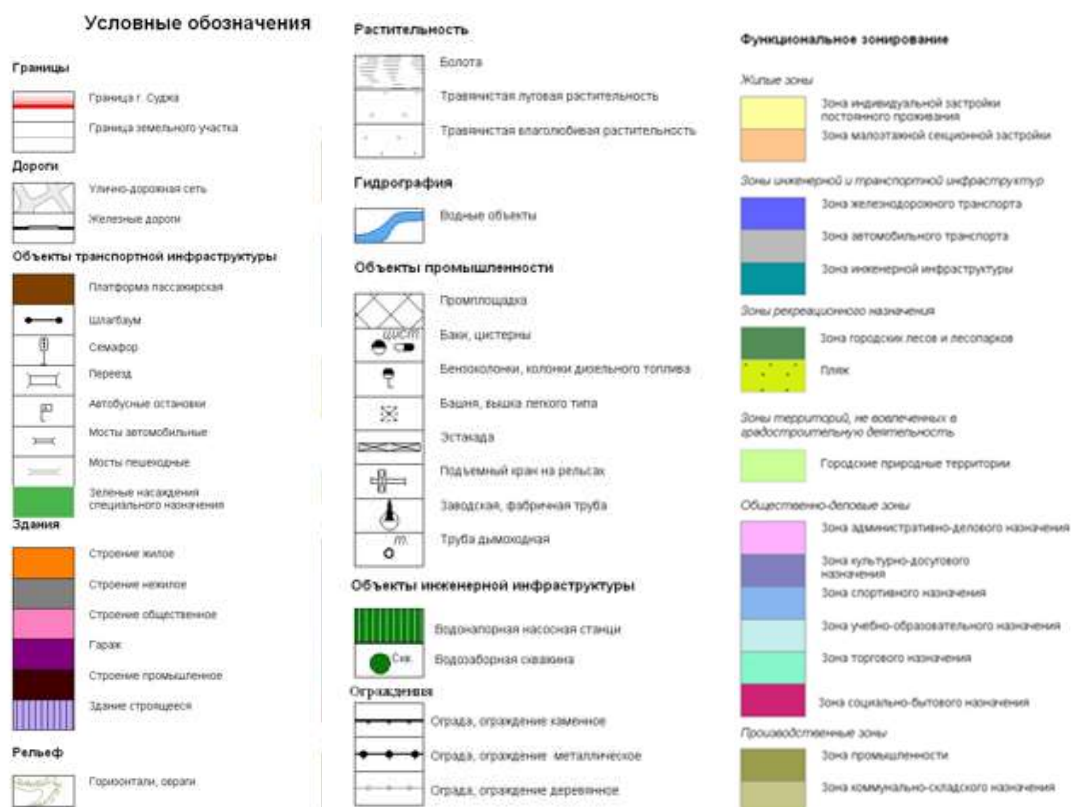 Условные обозначения
Границы
Граница г. Суджа
Граница земельного участка
Дороги
Улично-дорожная сеть
Железные дороги
Объекты транспортной инфраструктуры
Платформа пассажирская
Шлагбаум
Семафор
Переезд
Автобусные остановки
Мосты автомобильные
Мосты пешеходные
Зеленые насаждения
специального назначения
Здания
Строение жилое
Строение нежилое
Строение общественное
Гараж
Строение промышленное
Здание строящееся
Рельеф
Горизонтали, овраги
Растительность
Болота
Травянистая луговая растительность
Травянистая влаголюбивая растительность
Гидрография
Водные объекты
Объекты промышленности
Промплощадка
цист.
Баки, цистерны
Бензоколонки, колонки дизельного топлива
Башня, вышка легкого типа
Эстакада
Подъемный кран на рельсах
Заводская, фабричная труба
т.
Труба дымоходная
Объекты инженерной инфраструктуры
Водонапорная насосная станци
Скв.
Водозаборная скважина
Ограждения
Ограда, ограждение каменное
Ограда, ограждение металлическое
Ограда, ограждение деревянное
Функциональное зонирование
Жилые зоны
Зона индивидуальной застройки
постоянного проживания
Зона малоэтажной секционной застройки
Зоны инженерной и транспортной инфраструктур
Зона железнодорожного транспорта
Зона автомобильного транспорта
Зона инженерной инфраструктуры
Зоны рекреационного назначения
Зона городских лесов и лесопарков
Пляж
Зоны территорий, не вовлеченных в
градостроительную деятельность
Городские природные территории
Общественно-деловые зоны
Зона административно-делового назначения
Зона культурно-досугового
назначения
Зона спортивного назначения
Зона учебно-образовательного назначения
Зона торгового назначения
Зона социально-бытового назначения
Производственные зоны
Зона промышленности
Зона коммунально-складского назначения